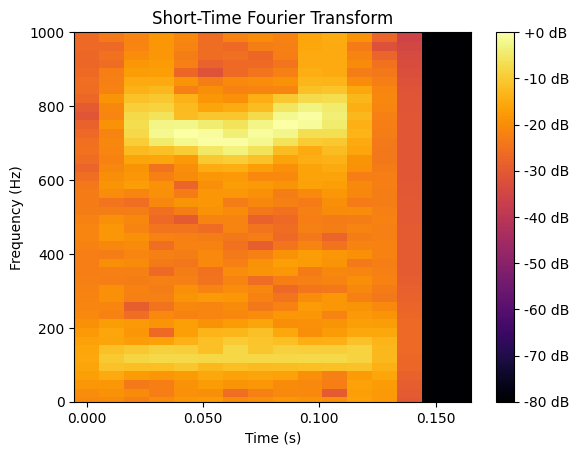 Short-Time Fourier Transform
1000
800
600
400
200
0
Frequency (Hz)
0.000
0.050
0.100
0.150
Time (s)
+0 dB
-10 dB
-20 dB
-30 dB
-40 dB
-50 dB
-60 dB
-70 dB
-80 dB